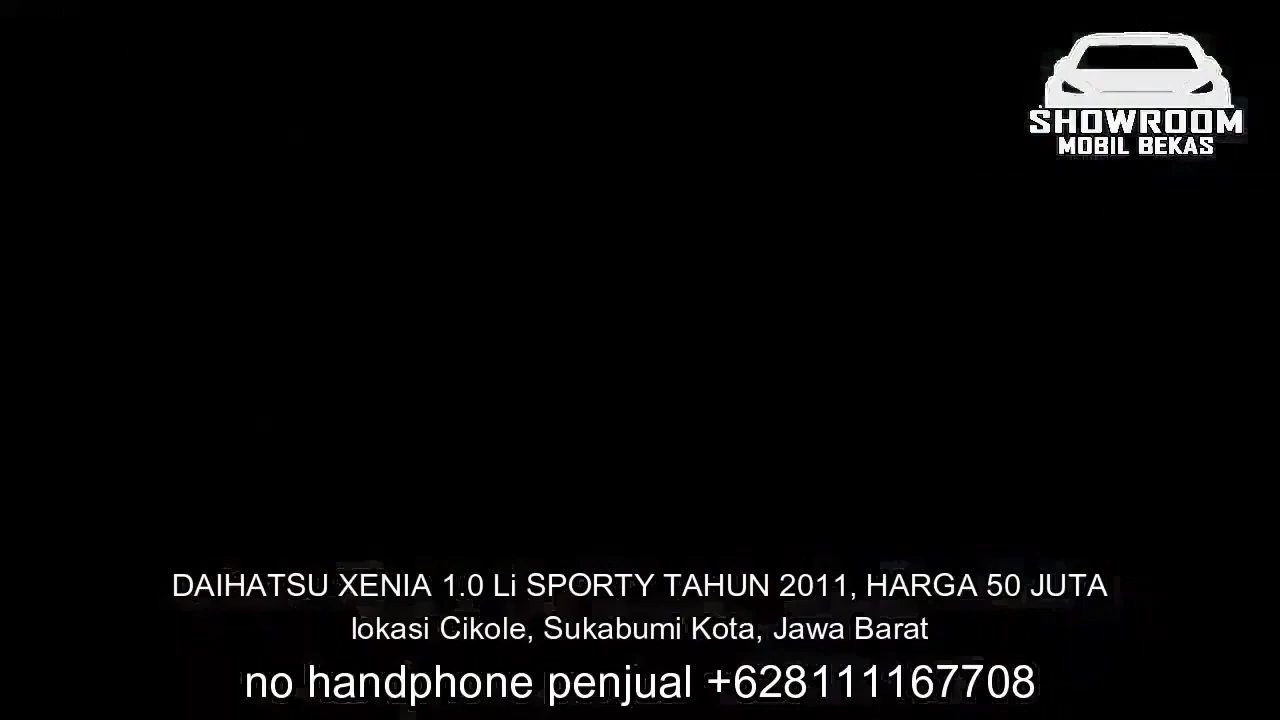 SHOWROOM
MOBIL BEKAS
DAIHATSU XENIA 1.0 Li SPORTY TAHUN 2011, HARGA 50 JUTA
lokasi Cikole, Sukabumi Kota, Jawa Barat
no handphone penjual +628111167708